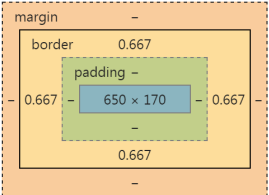 margin –
border 0.667
padding –
– 0.667 – 650 × 170 – 0.667 –
–
0.667
–